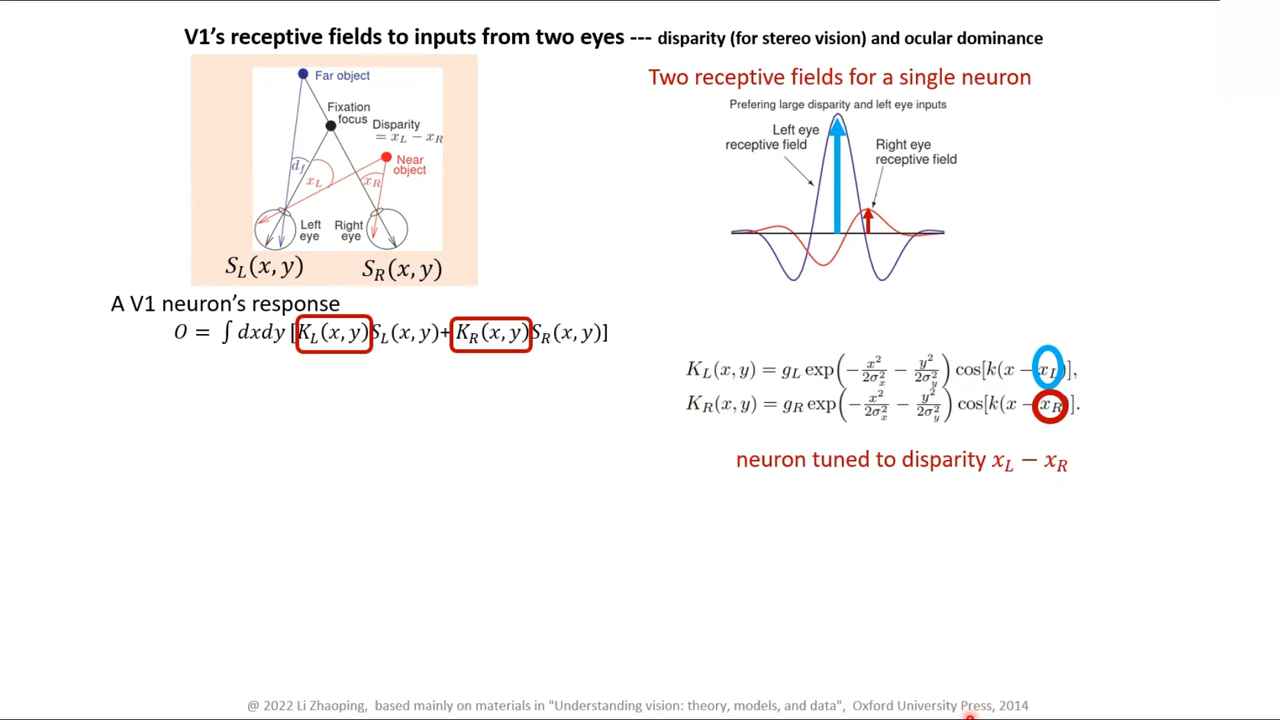 V1's receptive fields to inputs from two eyes --- disparity (for stereo vision) and ocular dominance
Far object
Fixation
focus
Disparity
= x_L − x_R
Near
object
d_f
x_L
x_R
Left
eye
Right
eye
S_L(x, y)
S_R(x, y)
A V1 neuron's response
O = ∫ dxdy [K_L(x, y)S_L(x, y)+ K_R(x, y)S_R(x, y)]
Two receptive fields for a single neuron
Prefering large disparity and left eye inputs
Left eye
receptive field
Right eye
receptive field
K_L(x, y) = g_L exp(−x²/2σ_x² − y²/2σ_y²) cos[k(x − x_L)],
K_R(x, y) = g_R exp(−x²/2σ_x² − y²/2σ_y²) cos[k(x − x_R)].
neuron tuned to disparity x_L − x_R
@ 2022 Li Zhaoping, based mainly on materials in "Understanding vision: theory, models, and data", Oxford University Press, 2014